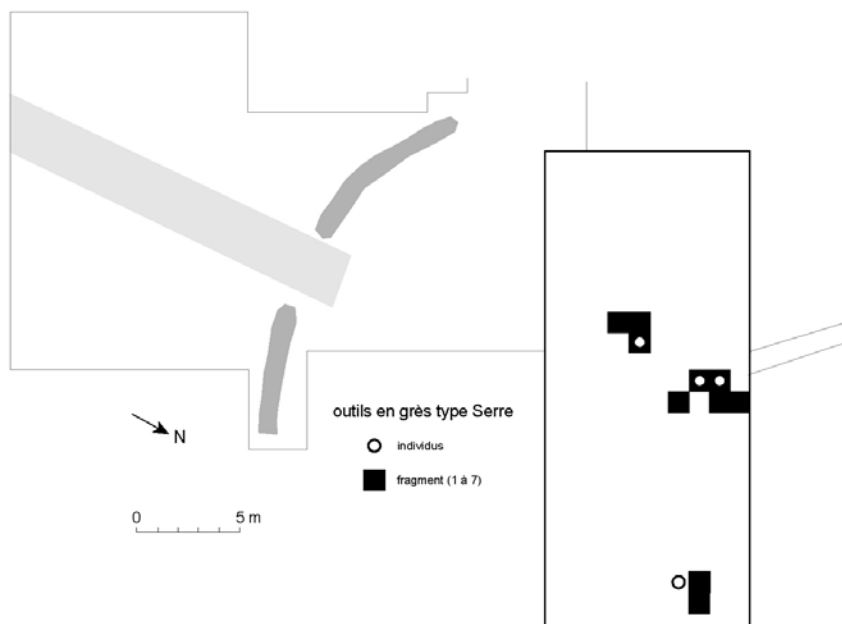 outils en grès type Serre
individus
fragment (1 à 7)
N
0 5 m